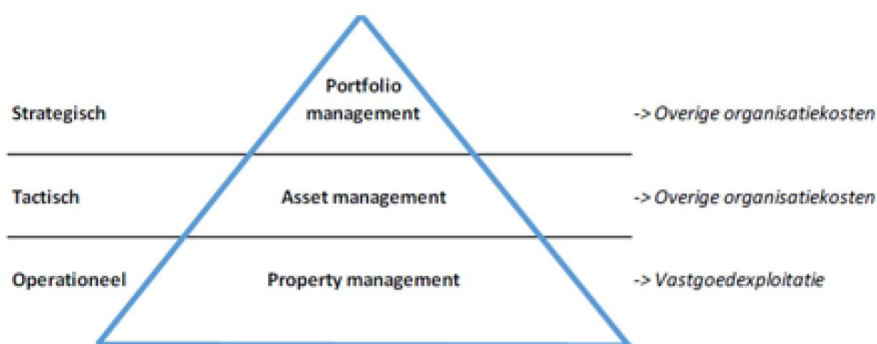 Portfolio
Strategisch management -> Overige organisatiekosten
Tactisch Asset management -> Overige organisatiekosten
Operationeel Property management -> Vastgoedexploitatie